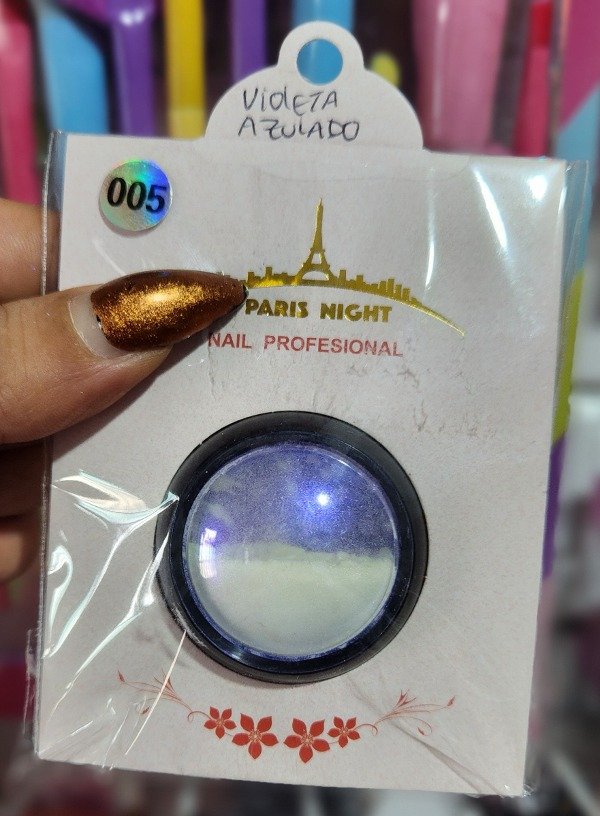 VIOLETA
AZULADO
005
PARIS NIGHT
NAIL PROFESIONAL